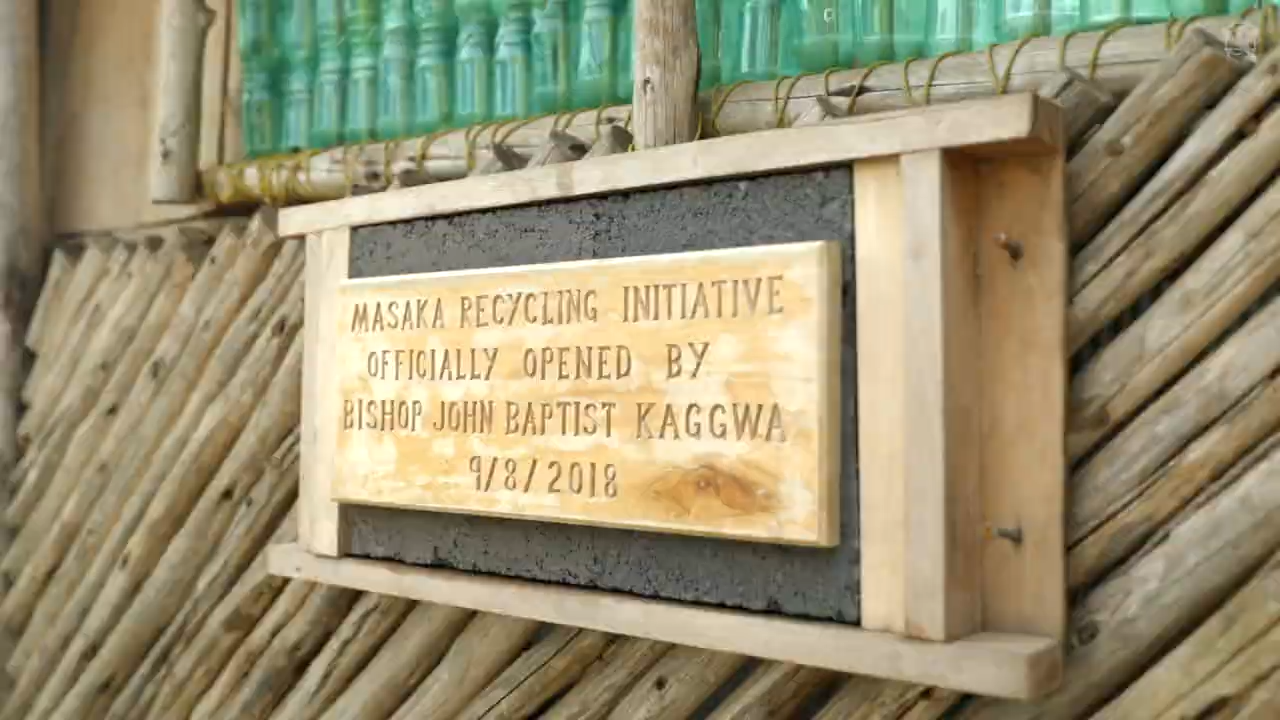 MASAKA RECYCLING INITIATIVE
OFFICIALLY OPENED BY
BISHOP JOHN BAPTIST KAGGWA
9/8/2018